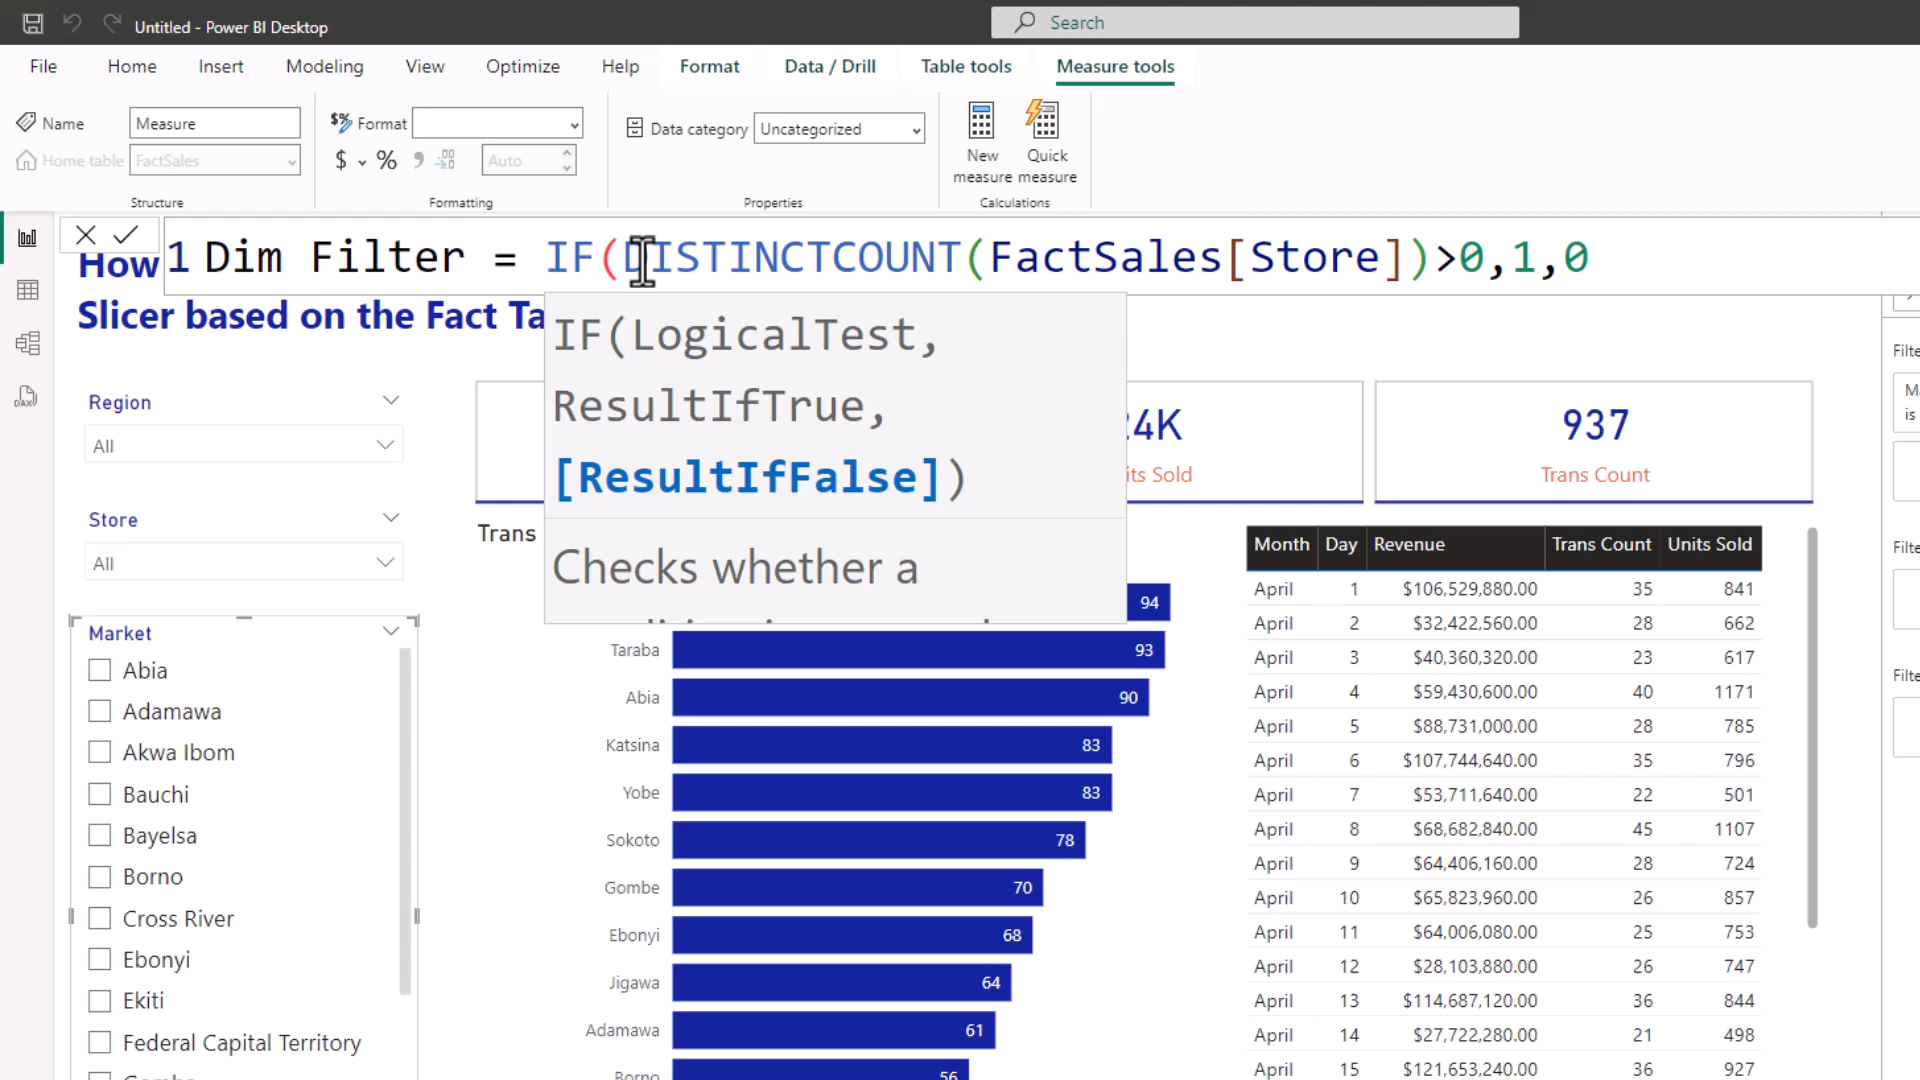 Untitled - Power BI Desktop
Search
File
Home
Insert
Modeling
View
Optimize
Help
Format
Data / Drill
Table tools
Measure tools
Name
Measure
Home table
FactSales
Structure
$% Format
$ % 9 .00
Auto
Formatting
Data category
Uncategorized
Properties
New
measure
Quick
measure
Calculations
1 Dim Filter = IF(DISTINCTCOUNT(FactSales[Store])>0,1,0
How
Slicer based on the Fact Ta
IF(LogicalTest,
ResultIfTrue,
[ResultIfFalse])
Checks whether a
DAX
Region
All
Store
All
Market
Abia
Adamawa
Akwa Ibom
Bauchi
Bayelsa
Borno
Cross River
Ebonyi
Ekiti
Federal Capital Territory
24K
its Sold
937
Trans Count
Trans
94
Taraba 93
Abia 90
Katsina 83
Yobe 83
Sokoto 78
Gombe 70
Ebonyi 68
Jigawa 64
Adamawa 61
Borno 56
Month Day Revenue Trans Count Units Sold
April 1 $106,529,880.00 35 841
April 2 $32,422,560.00 28 662
April 3 $40,360,320.00 23 617
April 4 $59,430,600.00 40 1171
April 5 $88,731,000.00 28 785
April 6 $107,744,640.00 35 796
April 7 $53,711,640.00 22 501
April 8 $68,682,840.00 45 1107
April 9 $64,406,160.00 28 724
April 10 $65,823,960.00 26 857
April 11 $64,006,080.00 25 753
April 12 $28,103,880.00 26 747
April 13 $114,687,120.00 36 844
April 14 $27,722,280.00 21 498
April 15 $121,653,240.00 36 927
Filte
Ma
is
Filte
Filte